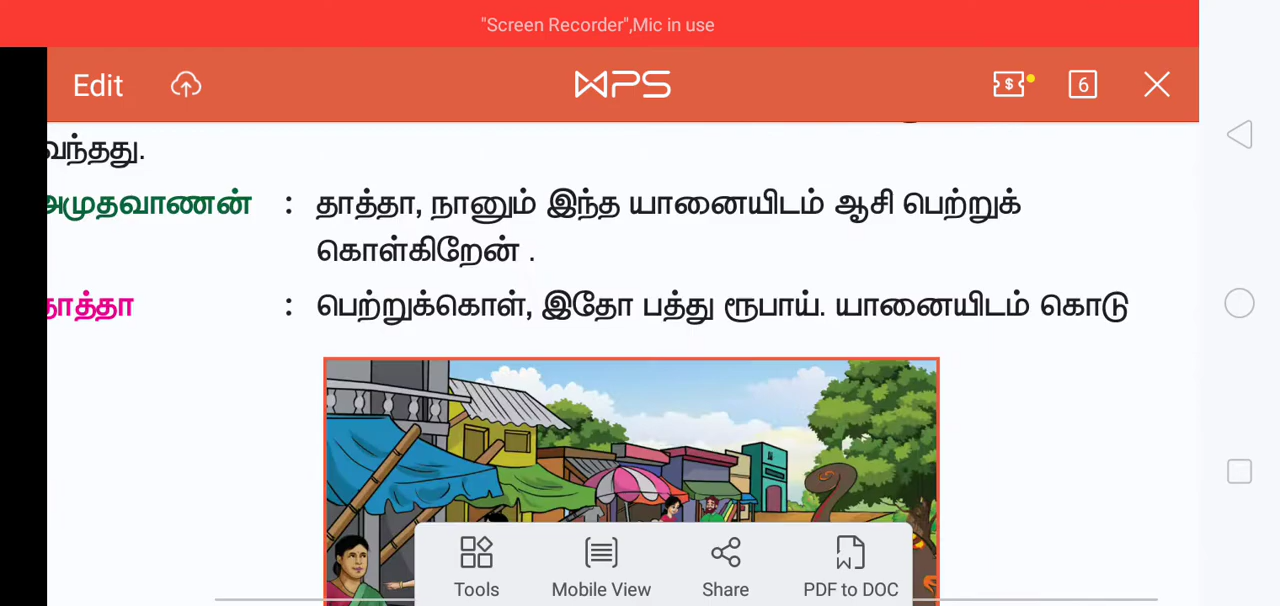 "Screen Recorder",Mic in use
Edit
WPS
6
வந்தது.
அமுதவாணன் : தாத்தா, நானும் இந்த யானையிடம் ஆசி பெற்றுக்
கொள்கிறேன் .
தாத்தா : பெற்றுக்கொள், இதோ பத்து ரூபாய். யானையிடம் கொடு
Tools
Mobile View
Share
PDF to DOC